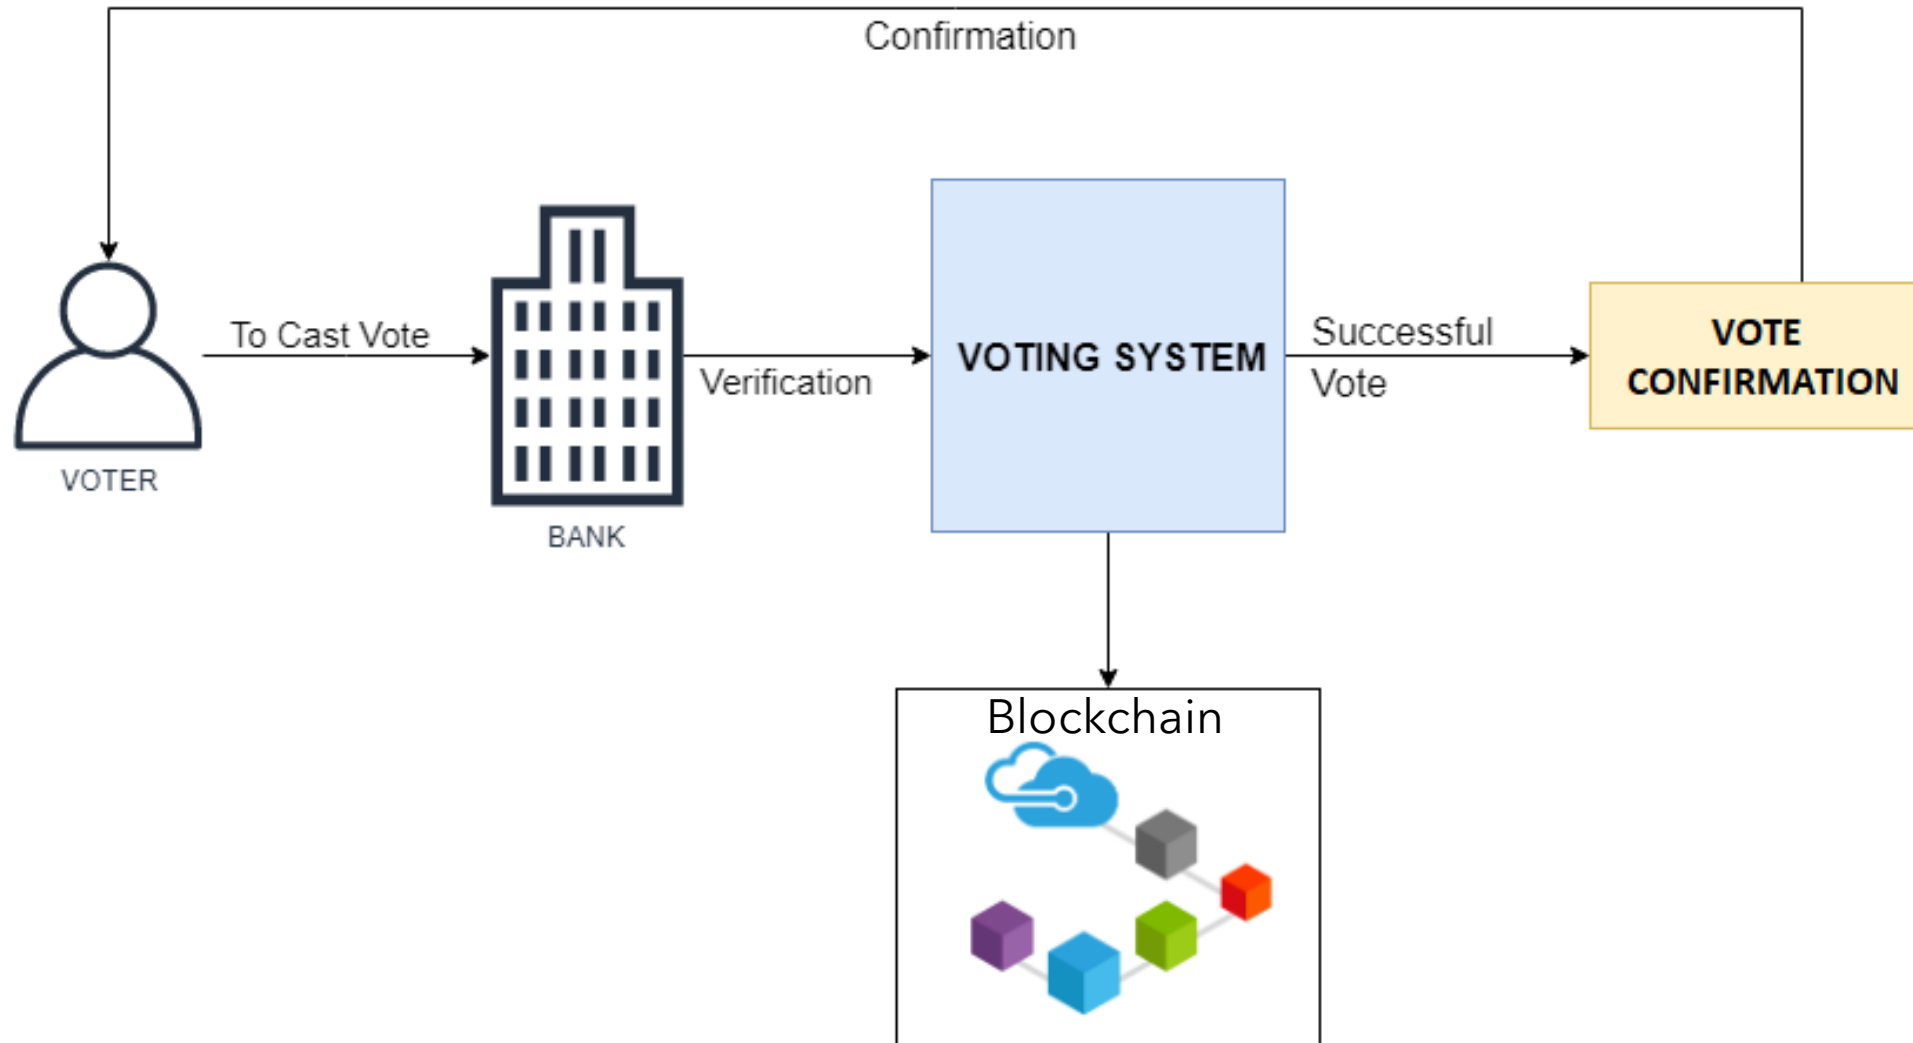 Confirmation
To Cast Vote
VOTER
BANK
Verification
VOTING SYSTEM
Successful
Vote
VOTE
CONFIRMATION
Blockchain